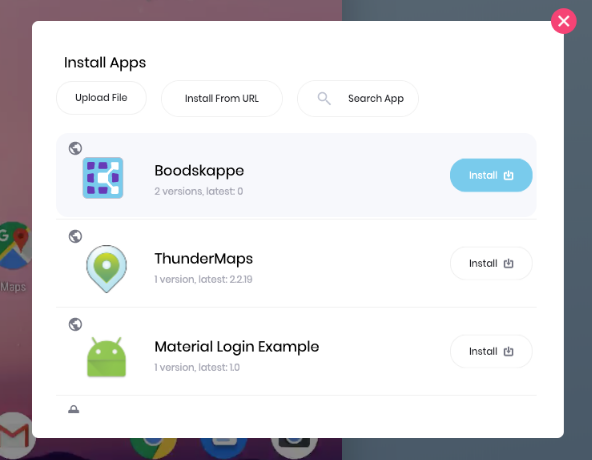 Install Apps
Upload File
Install From URL
Search App
Boodskappe
2 versions, latest: 0
Install
ThunderMaps
1 version, latest: 2.2.19
Install
Maps
Material Login Example
1 version, latest: 1.0
Install